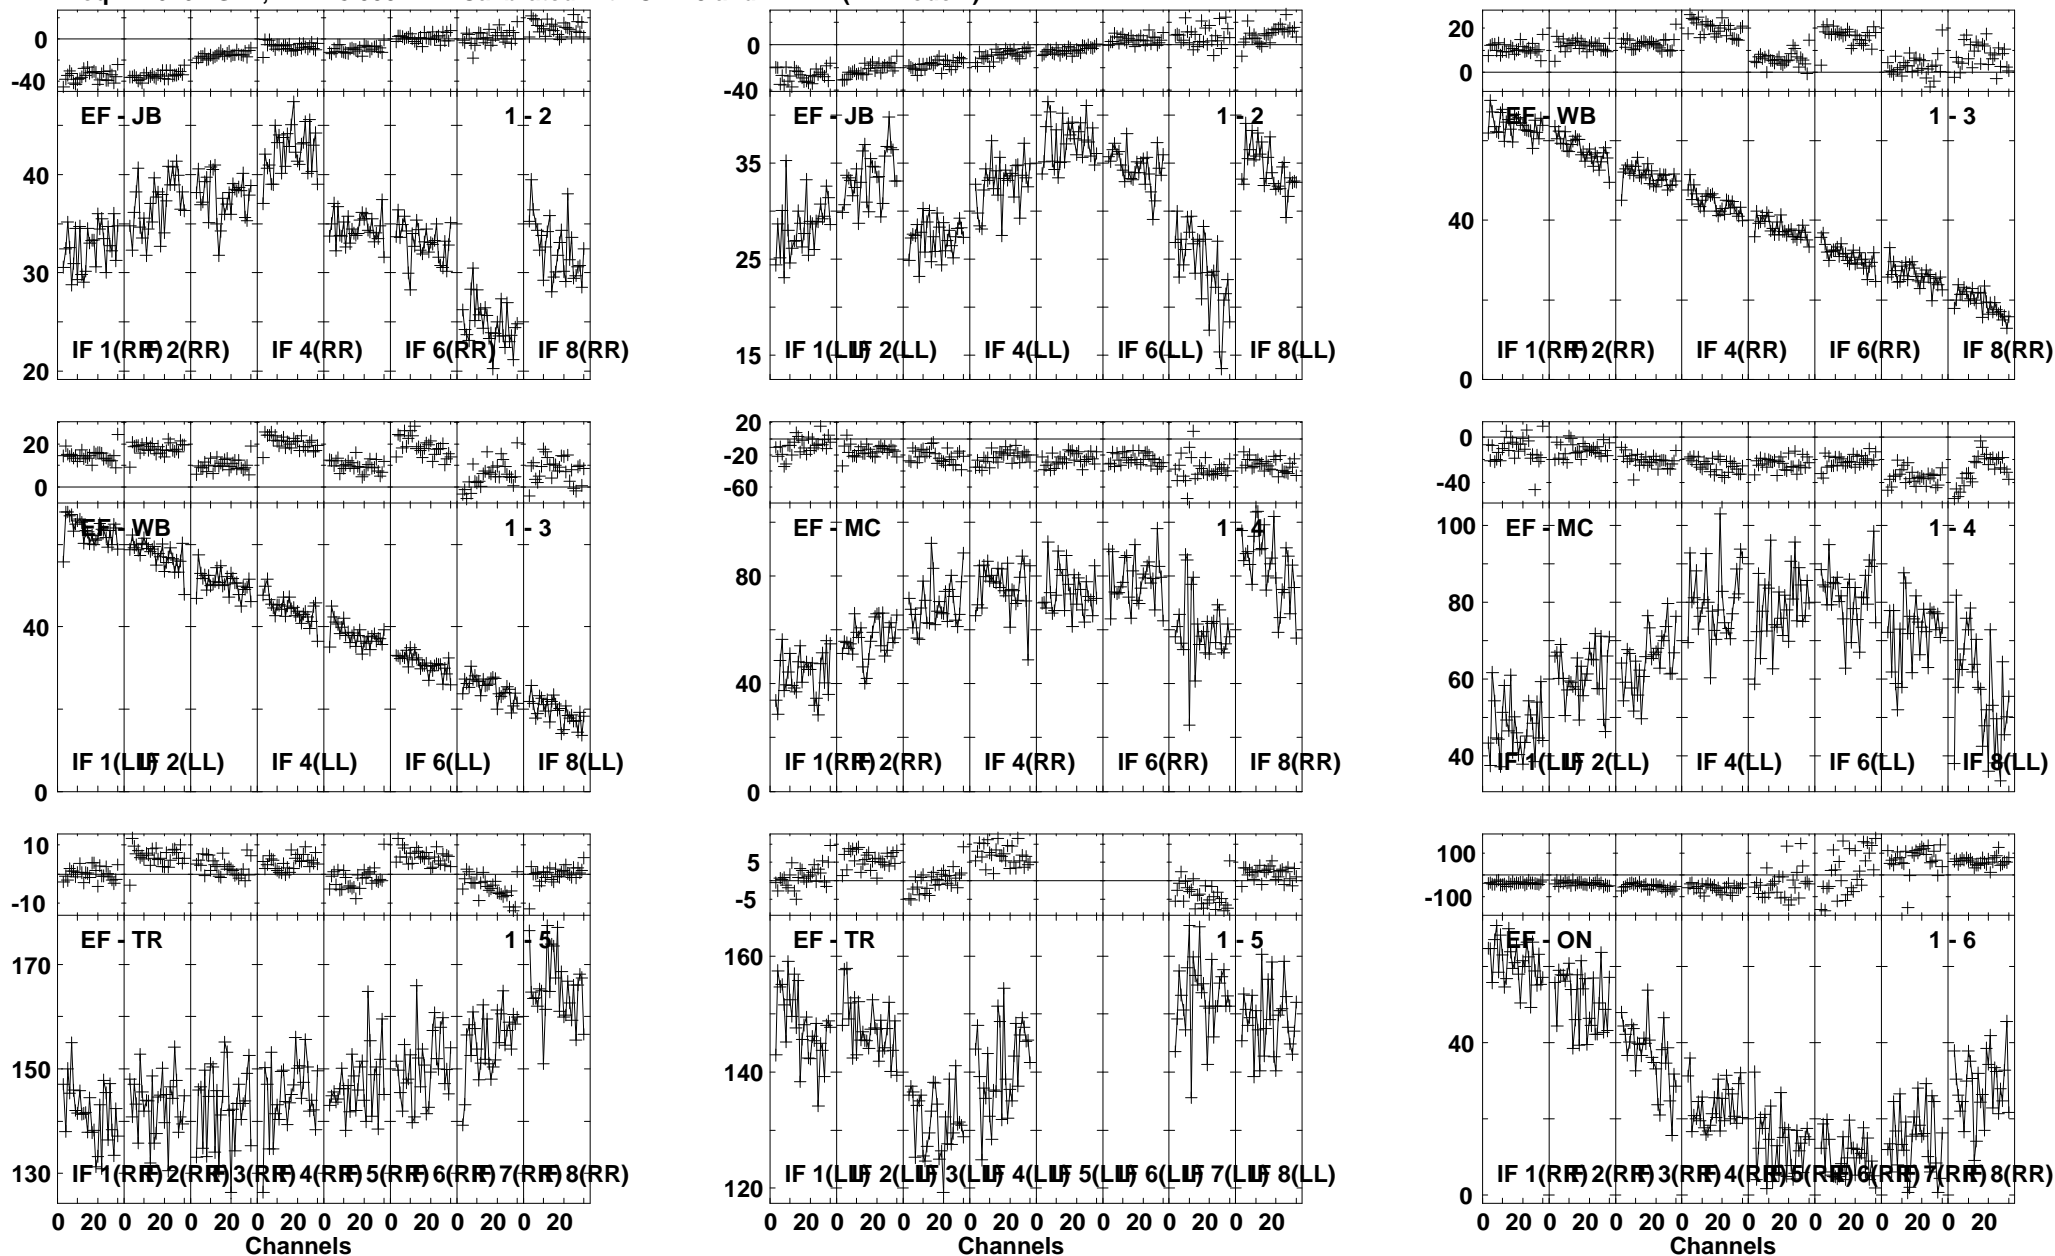 0
-40
EF - JB
1 - 2
40
30
20
IF 1(RR)
IF 2(RR)
IF 4(RR)
IF 6(RR)
IF 8(RR)
0
-40
EF - JB
1 - 2
35
25
15
IF 1(LL)
IF 2(LL)
IF 4(LL)
IF 6(LL)
IF 8(LL)
20
0
EF - WB
1 - 3
40
0
IF 1(RR)
IF 2(RR)
IF 4(RR)
IF 6(RR)
IF 8(RR)
20
0
EF - WB
1 - 3
40
0
IF 1(LL)
IF 2(LL)
IF 4(LL)
IF 6(LL)
IF 8(LL)
20
-20
-60
EF - MC
1 - 4
80
40
0
IF 1(RR)
IF 2(RR)
IF 4(RR)
IF 6(RR)
IF 8(RR)
0
-40
EF - MC
1 - 4
100
80
60
40
IF 1(LL)
IF 2(LL)
IF 4(LL)
IF 6(LL)
IF 8(LL)
10
-10
EF - TR
1 - 5
170
150
130
IF 1(RR)
IF 2(RR)
IF 3(RR)
IF 4(RR)
IF 5(RR)
IF 6(RR)
IF 7(RR)
IF 8(RR)
0 20 0 20 0 20 0 20 0 20 0 20 0 20 0 20
Channels
5
-5
EF - TR
1 - 5
160
140
120
IF 1(LL)
IF 2(LL)
IF 3(LL)
IF 4(LL)
IF 5(LL)
IF 6(LL)
IF 7(LL)
IF 8(LL)
0 20 0 20 0 20 0 20 0 20 0 20 0 20 0 20
Channels
100
-100
EF - ON
1 - 6
40
0
IF 1(RR)
IF 2(RR)
IF 3(RR)
IF 4(RR)
IF 5(RR)
IF 6(RR)
IF 7(RR)
IF 8(RR)
0 20 0 20 0 20 0 20 0 20 0 20 0 20 0 20
Channels